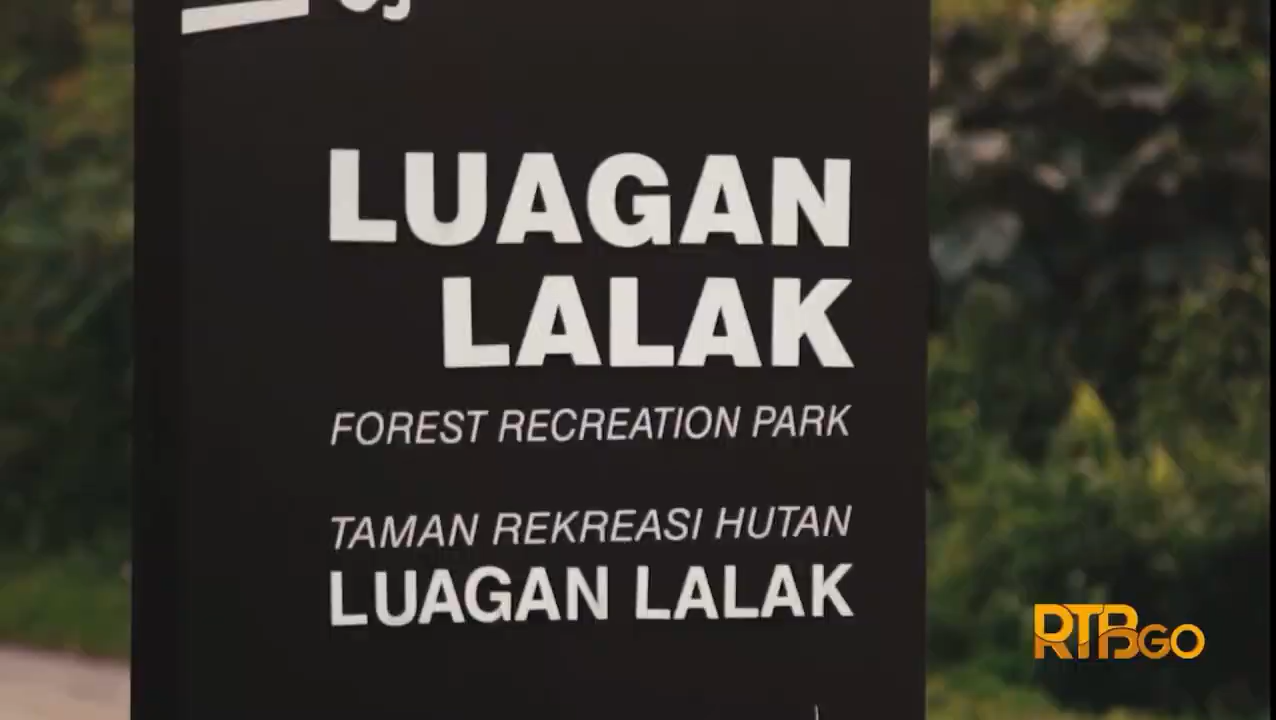 LUAGAN
LALAK
FOREST RECREATION PARK
TAMAN REKREASI HUTAN
LUAGAN LALAK
RTBGO